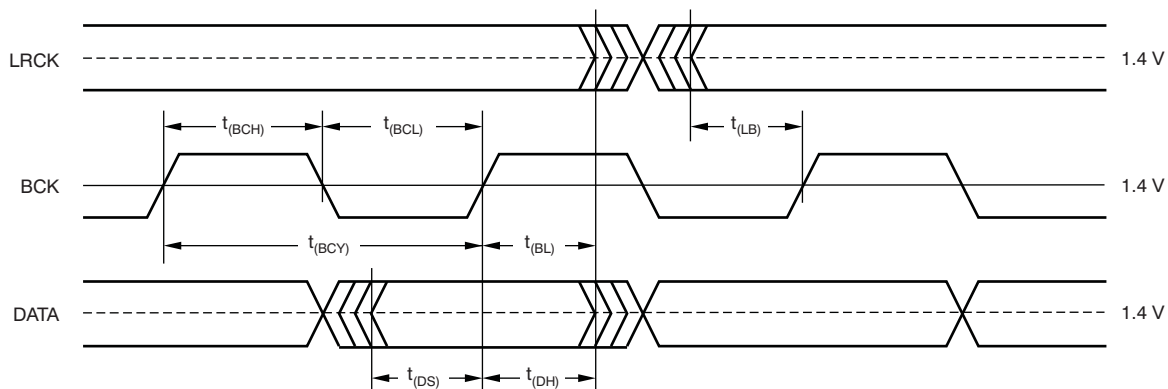 LRCK
1.4 V
t(BCH)
t(BCL)
t(LB)
BCK
1.4 V
t(BCY)
t(BL)
DATA
1.4 V
t(DS)
t(DH)